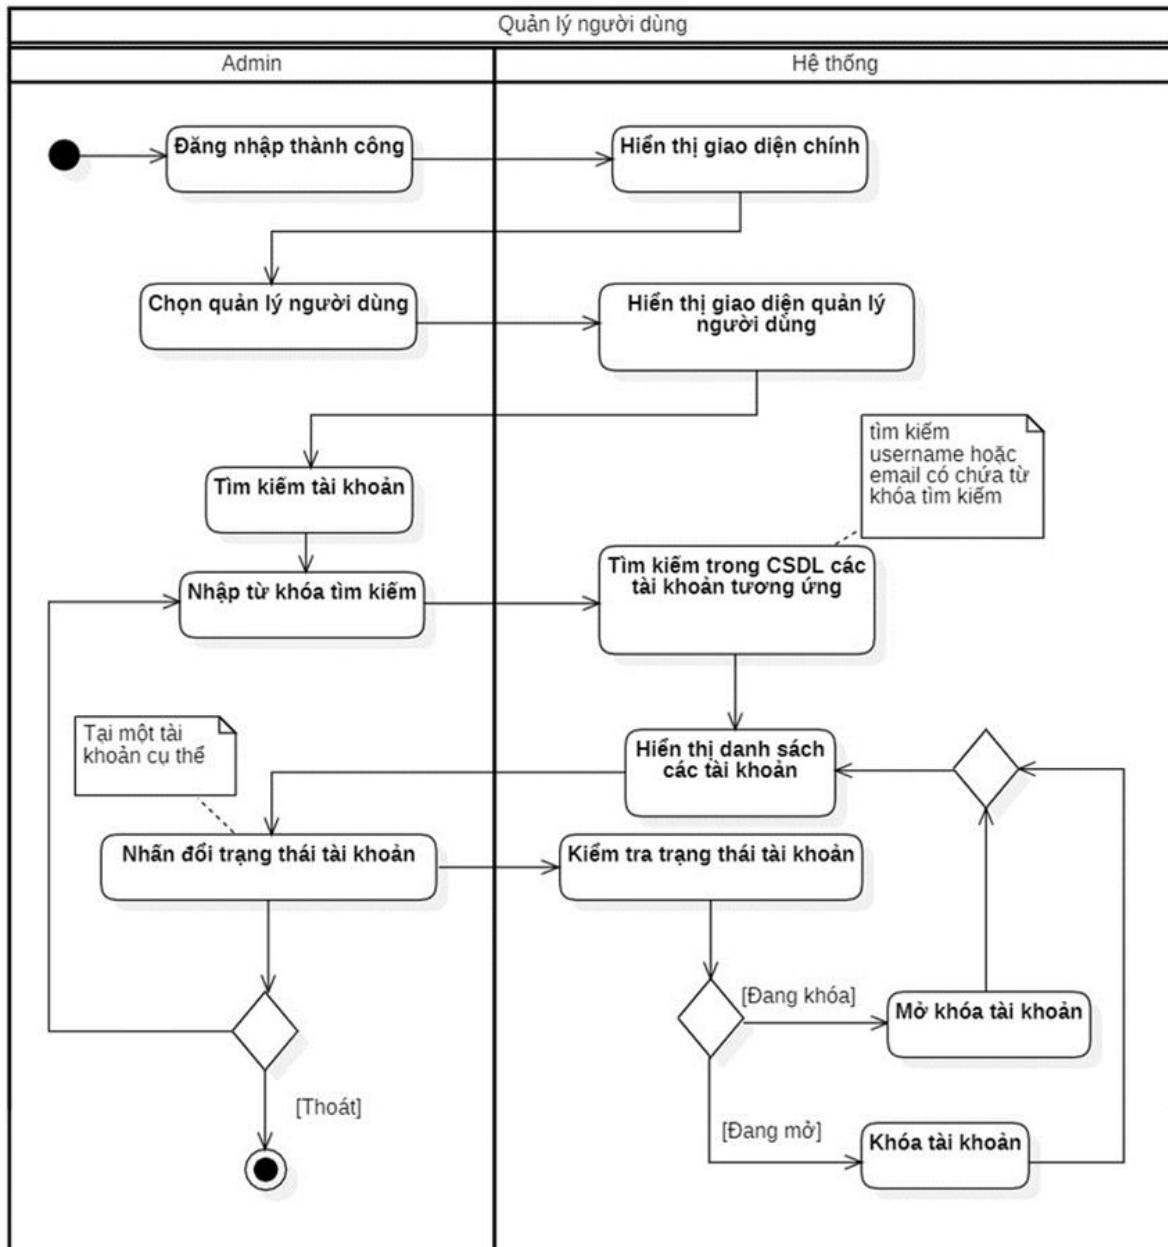 Quản lý người dùng
Admin
Hệ thống
Đăng nhập thành công
Hiển thị giao diện chính
Chọn quản lý người dùng
Hiển thị giao diện quản lý
người dùng
tìm kiếm
username hoặc
email có chứa từ
khóa tìm kiếm
Tìm kiếm tài khoản
Tìm kiếm trong CSDL các
tài khoản tương ứng
Nhập từ khóa tìm kiếm
Tại một tài
khoản cụ thể
Hiển thị danh sách
các tài khoản
Nhấn đổi trạng thái tài khoản
Kiểm tra trạng thái tài khoản
[Đang khóa]
Mở khóa tài khoản
[Thoát]
[Đang mở]
Khóa tài khoản